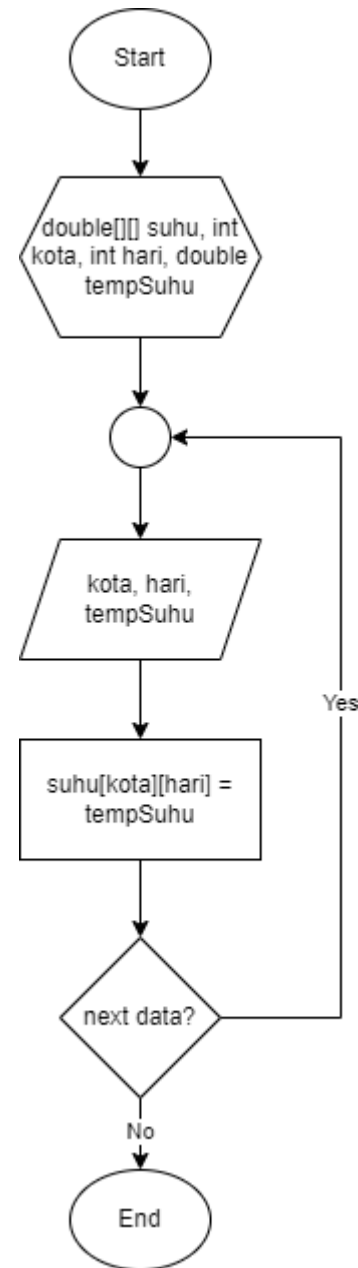 Start
double[][] suhu, int
kota, int hari, double
tempSuhu
kota, hari,
tempSuhu
Yes
suhu[kota][hari] =
tempSuhu
next data?
No
End